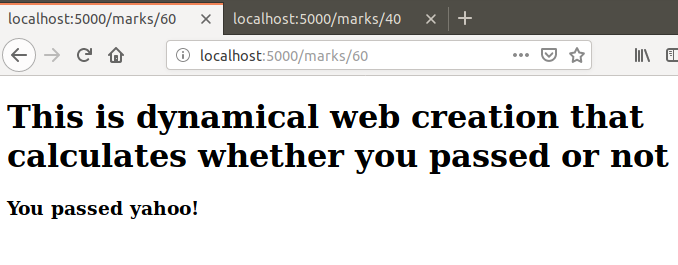 localhost:5000/marks/60
localhost:5000/marks/40
localhost:5000/marks/60
This is dynamical web creation that
calculates whether you passed or not
You passed yahoo!